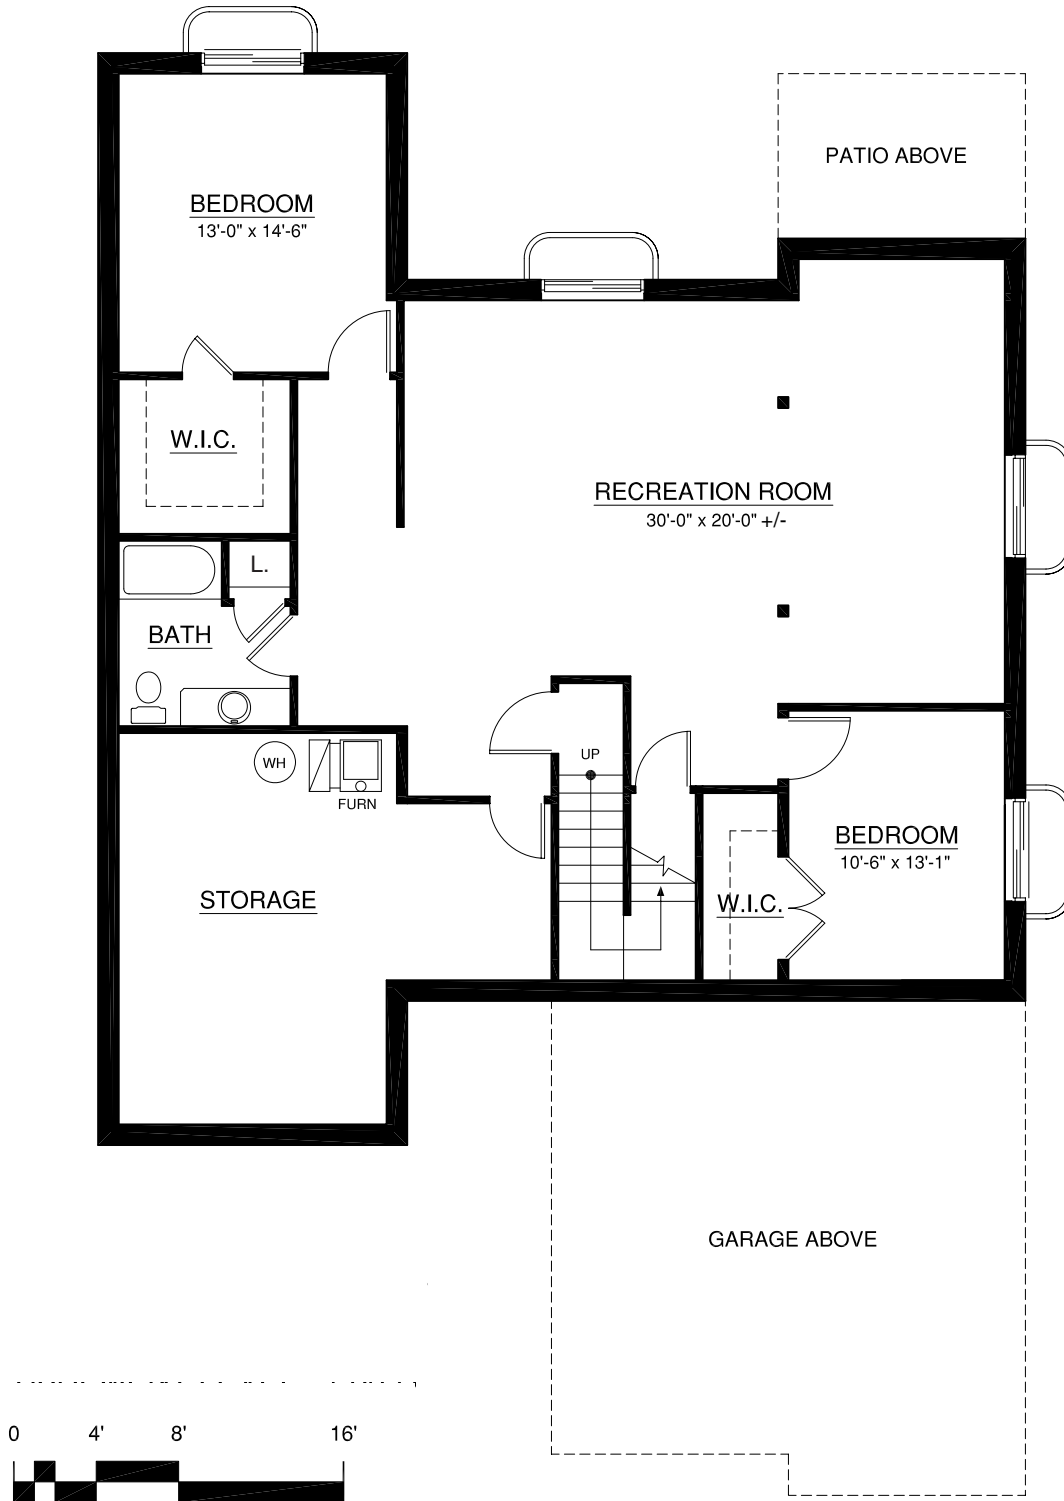 PATIO ABOVE
BEDROOM
13'-0" x 14'-6"
W.I.C.
RECREATION ROOM
30'-0" x 20'-0" +/-
L.
BATH
UP
WH
FURN
BEDROOM
10'-6" x 13'-1"
STORAGE
W.I.C.
GARAGE ABOVE
0 4' 8' 16'